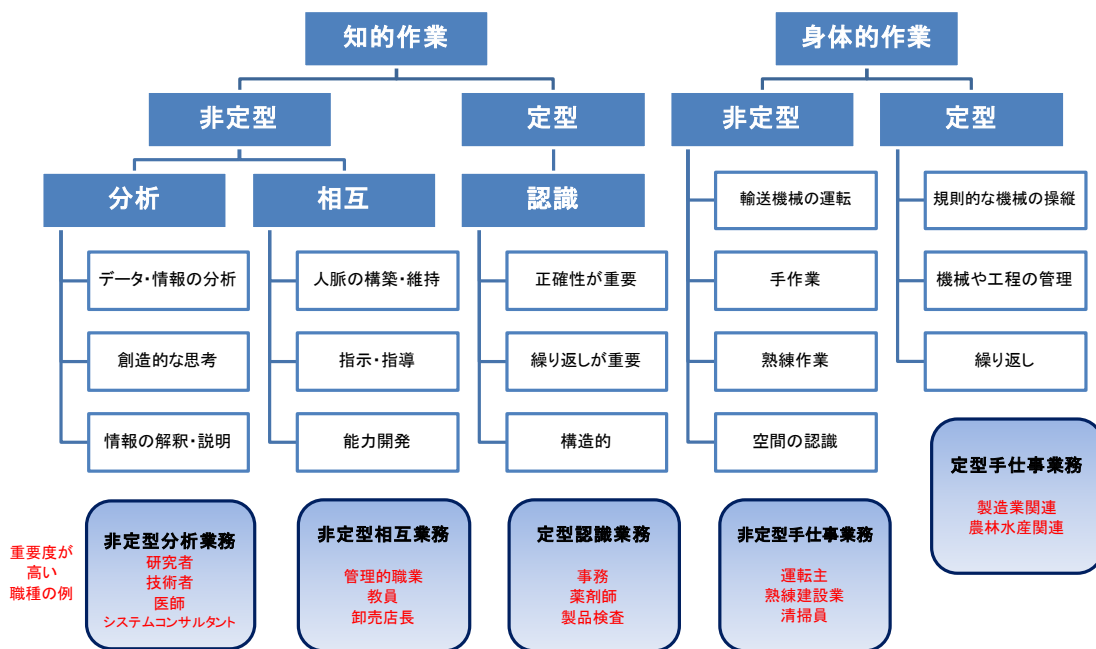 知的作業
身体的作業
非定型
定型
非定型
定型
分析
相互
認識
輸送機械の運転
規則的な機械の操縦
データ・情報の分析
人脈の構築・維持
正確性が重要
手作業
機械や工程の管理
創造的な思考
指示・指導
繰り返しが重要
熟練作業
繰り返し
情報の解釈・説明
能力開発
構造的
空間の認識
重要度が
高い
職種の例
非定型分析業務
研究者
技術者
医師
システムコンサルタント
非定型相互業務
管理的職業
教員
卸売店長
定型認識業務
事務
薬剤師
製品検査
非定型手仕事業務
運転主
熟練建設業
清掃員
定型手仕事業務
製造業関連
農林水産関連